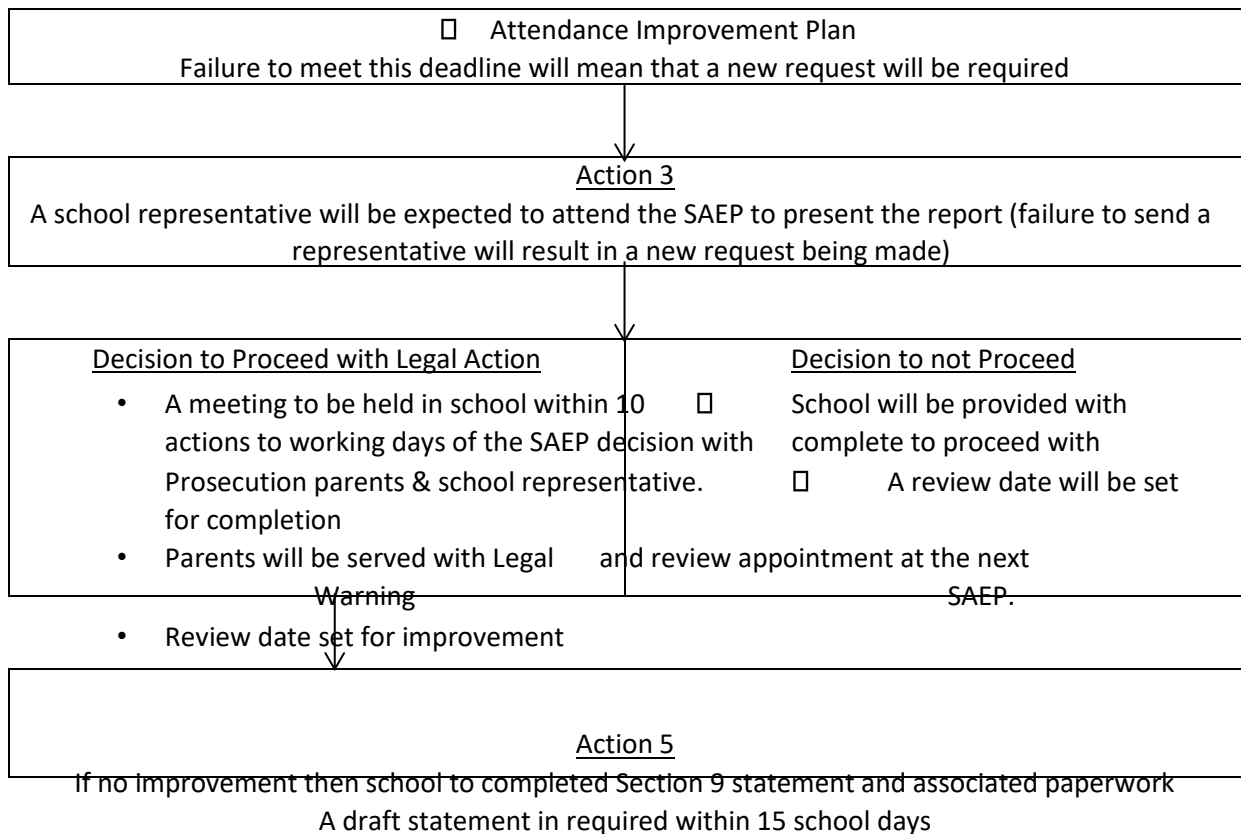 Attendance Improvement Plan
Failure to meet this deadline will mean that a new request will be required
Action 3
A school representative will be expected to attend the SAEP to present the report (failure to send a
representative will result in a new request being made)
Decision to Proceed with Legal Action Decision to not Proceed
• A meeting to be held in school within 10 School will be provided with
actions to working days of the SAEP decision with complete to proceed with
Prosecution parents & school representative. A review date will be set
for completion
• Parents will be served with Legal and review appointment at the next
Warning SAEP.
• Review date set for improvement
Action 5
If no improvement then school to completed Section 9 statement and associated paperwork
A draft statement in required within 15 school days